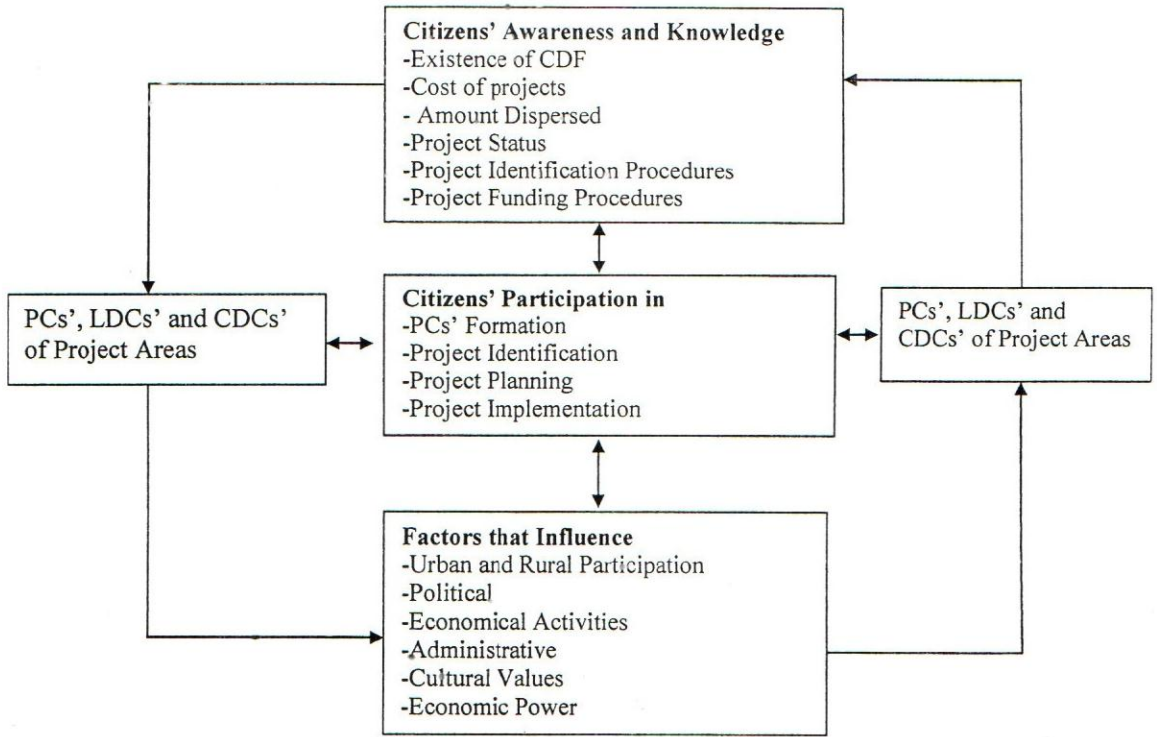 Citizens' Awareness and Knowledge
-Existence of CDF
-Cost of projects
- Amount Dispersed
-Project Status
-Project Identification Procedures
-Project Funding Procedures
PCs', LDCs' and CDCs'
of Project Areas
Citizens' Participation in
-PCs' Formation
-Project Identification
-Project Planning
-Project Implementation
PCs', LDCs' and
CDCs' of Project Areas
Factors that Influence
-Urban and Rural Participation
-Political
-Economical Activities
-Administrative
-Cultural Values
-Economic Power